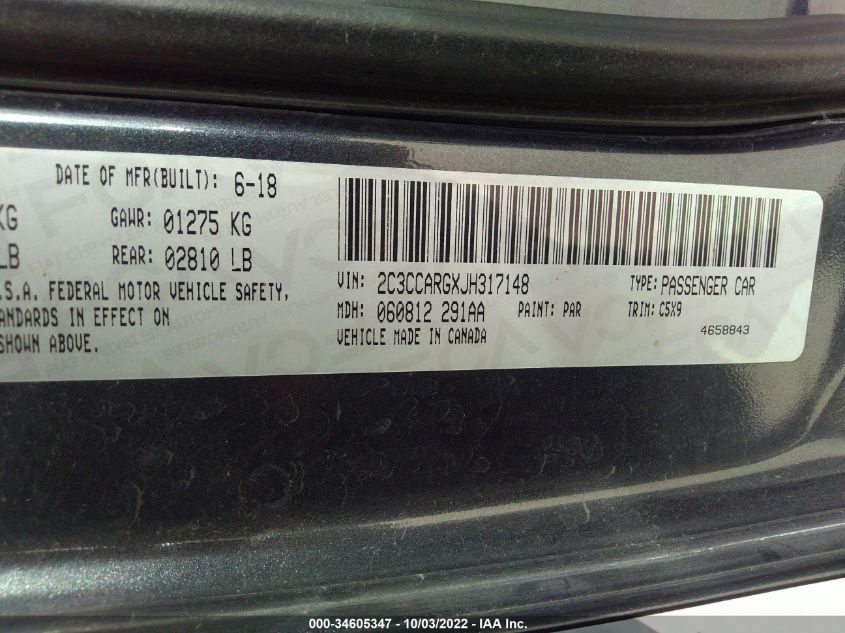 DATE OF MFR(BUILT): 6-18
KG GAWR: 01275 KG
LB REAR: 02810 LB
.S.A. FEDERAL MOTOR VEHICLE SAFETY,
ANDARDS IN EFFECT ON
SHOWN ABOVE.
VIN: 2C3CCARGXJH317148 TYPE: PASSENGER CAR
MDH: 060812 291AA PAINT: PAR TRIM: C5X9
VEHICLE MADE IN CANADA 4658843
000-34605347 - 10/03/2022 - IAA Inc.